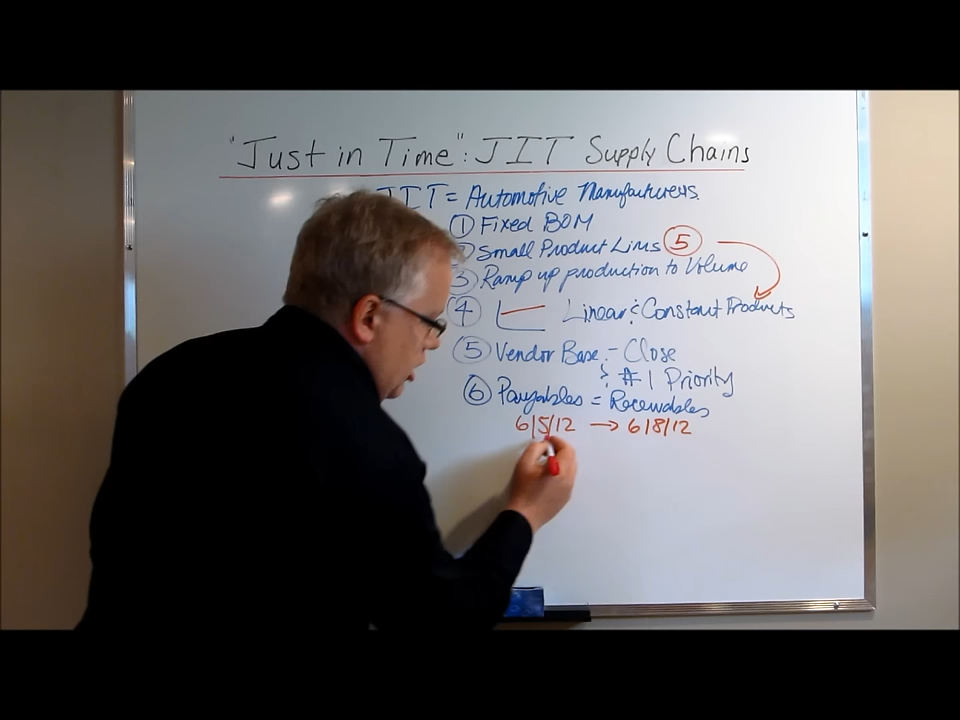 "Just in Time": JIT Supply Chains
JIT = Automotive Manufacturers.
① Fixed BOM
Small Product Lines ⑤
3 Ramp up production to Volume
④ Linear & Constant Products
⑤ Vendor Base - Close
& #1 Priority
⑥ Payables = Receivables
6/5/12 → 6/8/12